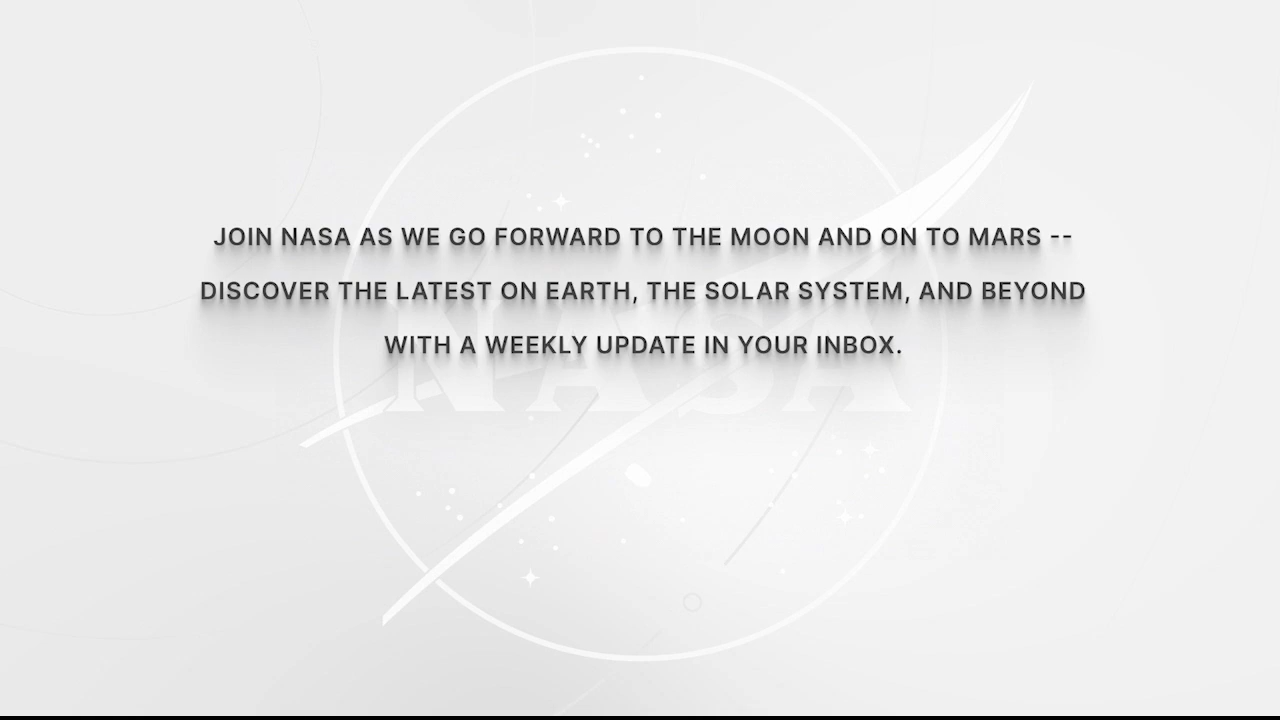 JOIN NASA AS WE GO FORWARD TO THE MOON AND ON TO MARS --
DISCOVER THE LATEST ON EARTH, THE SOLAR SYSTEM, AND BEYOND
WITH A WEEKLY UPDATE IN YOUR INBOX.
NASA